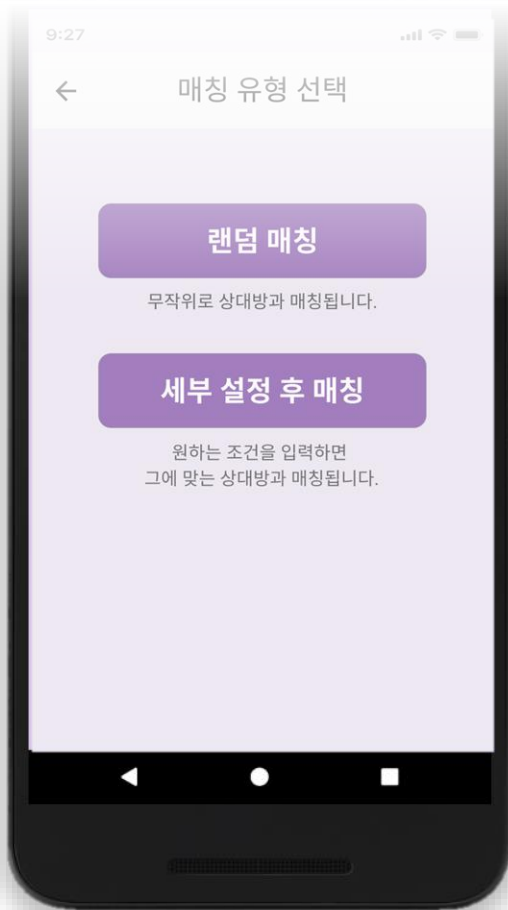 9:27
매칭 유형 선택
랜덤 매칭
무작위로 상대방과 매칭됩니다.
세부 설정 후 매칭
원하는 조건을 입력하면
그에 맞는 상대방과 매칭됩니다.